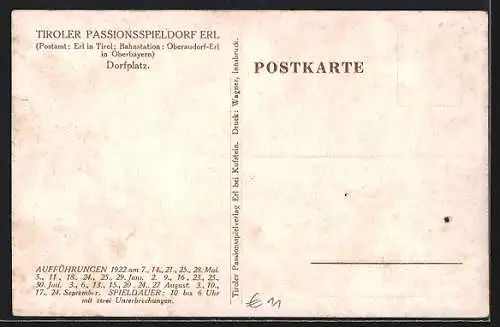 TIROLER PASSIONSSPIELDORF ERL
(Postamt: Erl in Tirol; Bahnstation: Oberaudorf-Erl
in Oberbayern)
Dorfplatz.
AUFFÜHRUNGEN 1922 am 7., 14., 21., 25., 28. Mai.
5., 11., 18., 24., 25., 29. Juni. 2. 9., 16., 23., 25.,
30. Juli. 3., 6., 13., 15., 20. 24. 27 August. 3., 10.,
17., 24. September. SPIELDAUER: 10 bis 6 Uhr
mit zwei Unterbrechungen.
Tiroler Passionsspielverlag Erl bei Kufstein. Druck: Wagner, Innsbruck.
POSTKARTE
€ 11